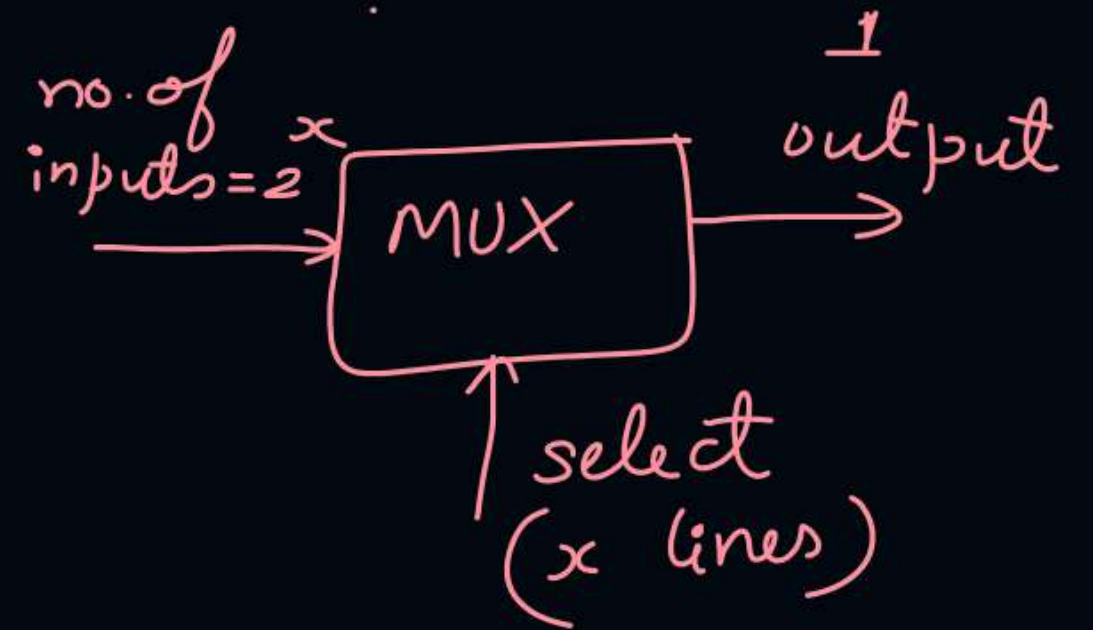 no. of
inputs = 2^x
MUX
1
output
select
(x lines)